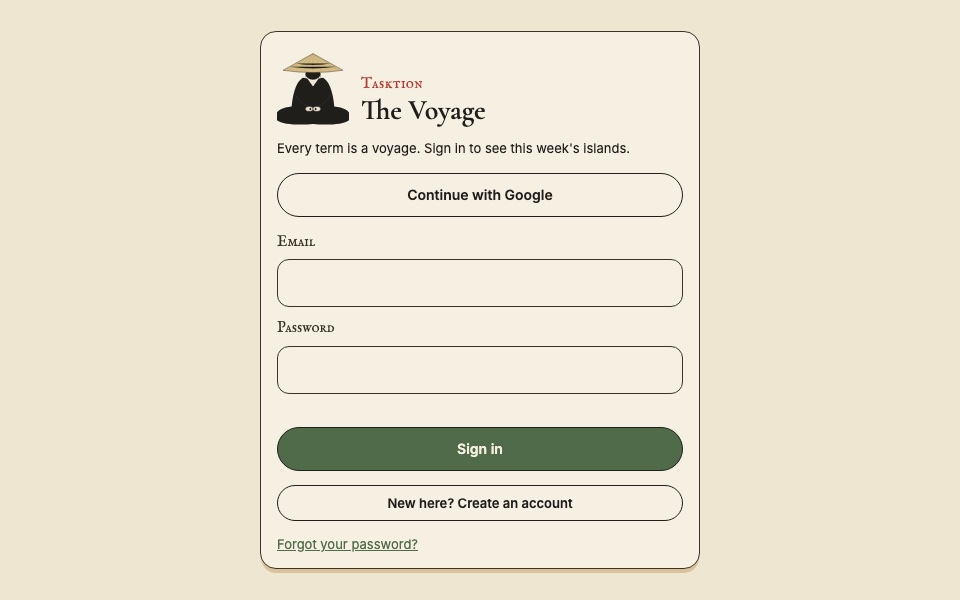 Tasktion
The Voyage
Every term is a voyage. Sign in to see this week's islands.
Continue with Google
Email
Password
Sign in
New here? Create an account
Forgot your password?